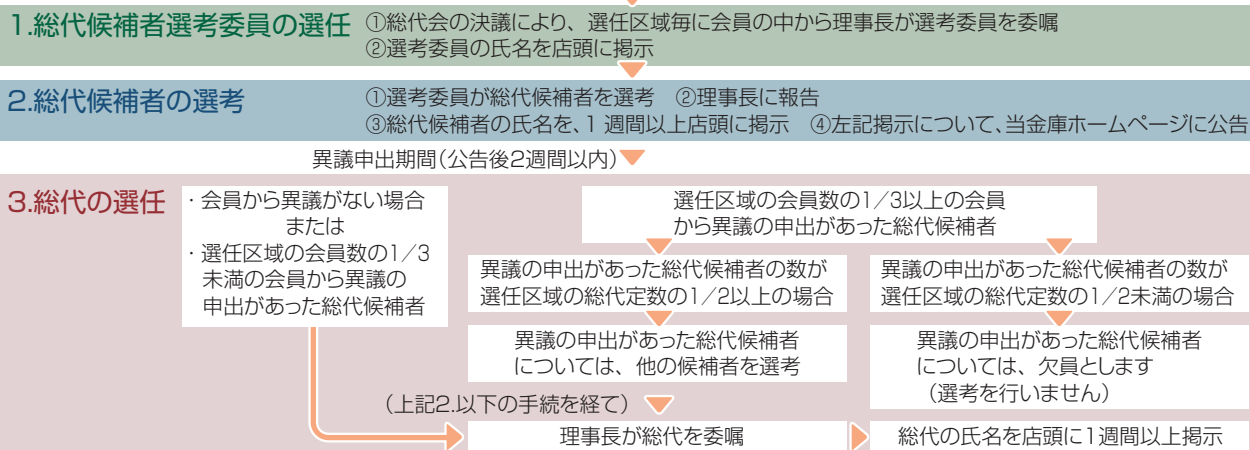 1.総代候補者選考委員の選任
①総代会の決議により、選任区域毎に会員の中から理事長が選考委員を委嘱
②選考委員の氏名を店頭に掲示
2.総代候補者の選考
①選考委員が総代候補者を選考　②理事長に報告
③総代候補者の氏名を、1週間以上店頭に掲示　④左記掲示について、当金庫ホームページに公告
異議申出期間(公告後2週間以内)
3.総代の選任
・会員から異議がない場合
または
・選任区域の会員数の1/3
未満の会員から異議の
申出があった総代候補者
選任区域の会員数の1/3以上の会員
から異議の申出があった総代候補者
異議の申出があった総代候補者の数が
選任区域の総代定数の1/2以上の場合
異議の申出があった総代候補者
については、他の候補者を選考
(上記2.以下の手続を経て)
異議の申出があった総代候補者の数が
選任区域の総代定数の1/2未満の場合
異議の申出があった総代候補者
については、欠員とします
(選考を行いません)
理事長が総代を委嘱
総代の氏名を店頭に1週間以上掲示